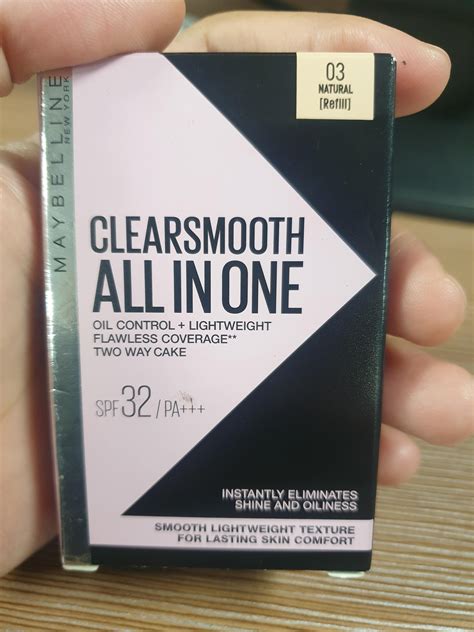 03
NATURAL
[Refill]
MAYBELLINE
NEW YORK
CLEARSMOOTH
ALL IN ONE
OIL CONTROL + LIGHTWEIGHT
FLAWLESS COVERAGE**
TWO WAY CAKE
SPF 32 / PA+++
INSTANTLY ELIMINATES
SHINE AND OILINESS
SMOOTH LIGHTWEIGHT TEXTURE
FOR LASTING SKIN COMFORT